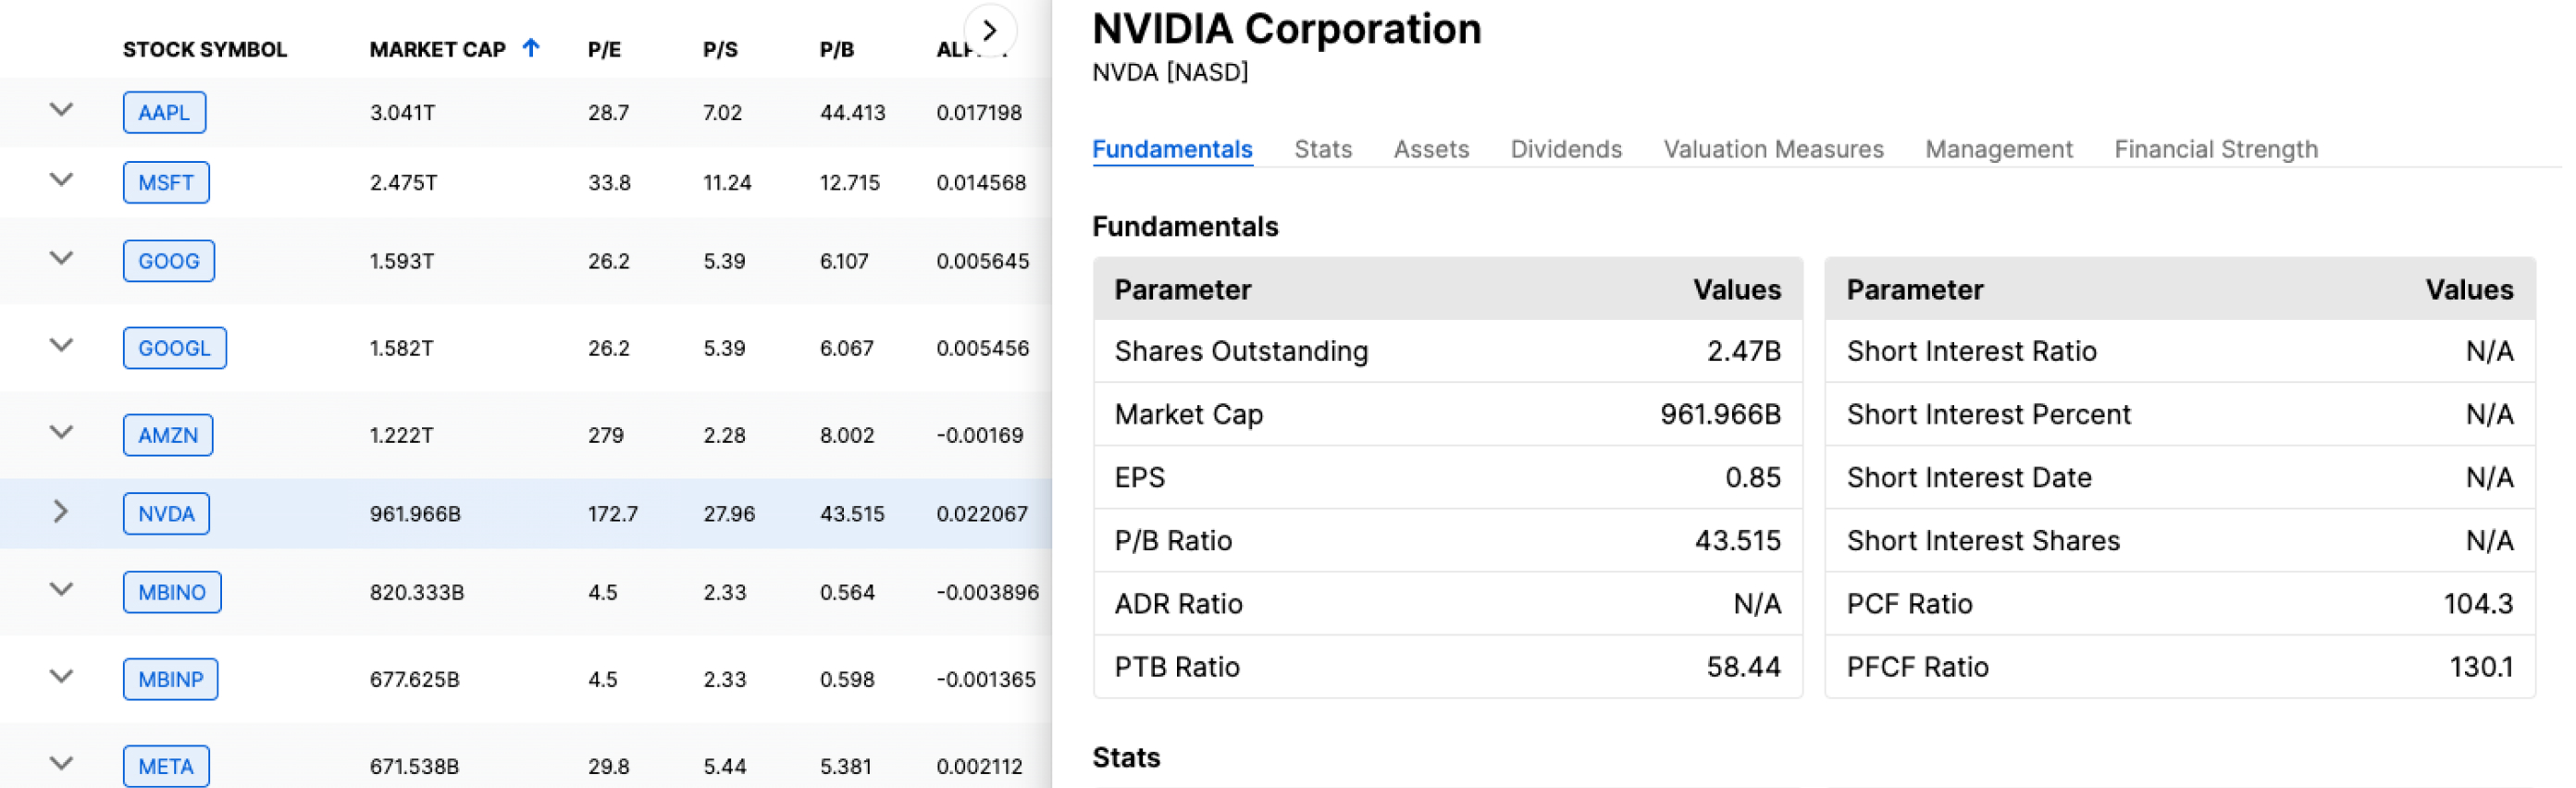 STOCK SYMBOL MARKET CAP P/E P/S P/B
AAPL 3.041T 28.7 7.02 44.413 0.017198
MSFT 2.475T 33.8 11.24 12.715 0.014568
GOOG 1.593T 26.2 5.39 6.107 0.005645
GOOGL 1.582T 26.2 5.39 6.067 0.005456
AMZN 1.222T 279 2.28 8.002 -0.00169
NVDA 961.966B 172.7 27.96 43.515 0.022067
MBINO 820.333B 4.5 2.33 0.564 -0.003896
MBINP 677.625B 4.5 2.33 0.598 -0.001365
META 671.538B 29.8 5.44 5.381 0.002112
NVIDIA Corporation
NVDA [NASD]
Fundamentals Stats Assets Dividends Valuation Measures Management Financial Strength
Fundamentals
Parameter Values
Shares Outstanding 2.47B
Market Cap 961.966B
EPS 0.85
P/B Ratio 43.515
ADR Ratio N/A
PTB Ratio 58.44
Parameter Values
Short Interest Ratio N/A
Short Interest Percent N/A
Short Interest Date N/A
Short Interest Shares N/A
PCF Ratio 104.3
PFCF Ratio 130.1
Stats